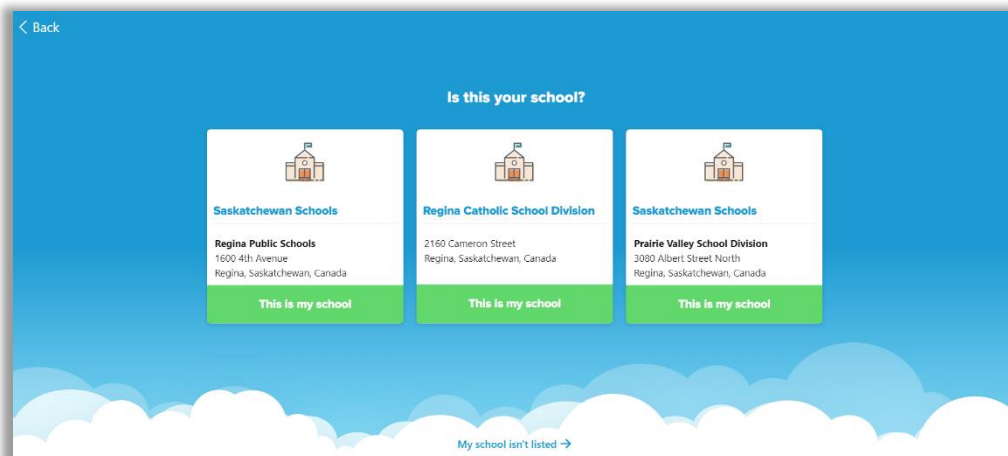 Back
Is this your school?
Saskatchewan Schools
Regina Public Schools
1600 4th Avenue
Regina, Saskatchewan, Canada
This is my school
Regina Catholic School Division
2160 Cameron Street
Regina, Saskatchewan, Canada
This is my school
Saskatchewan Schools
Prairie Valley School Division
3080 Albert Street North
Regina, Saskatchewan, Canada
This is my school
My school isn't listed →